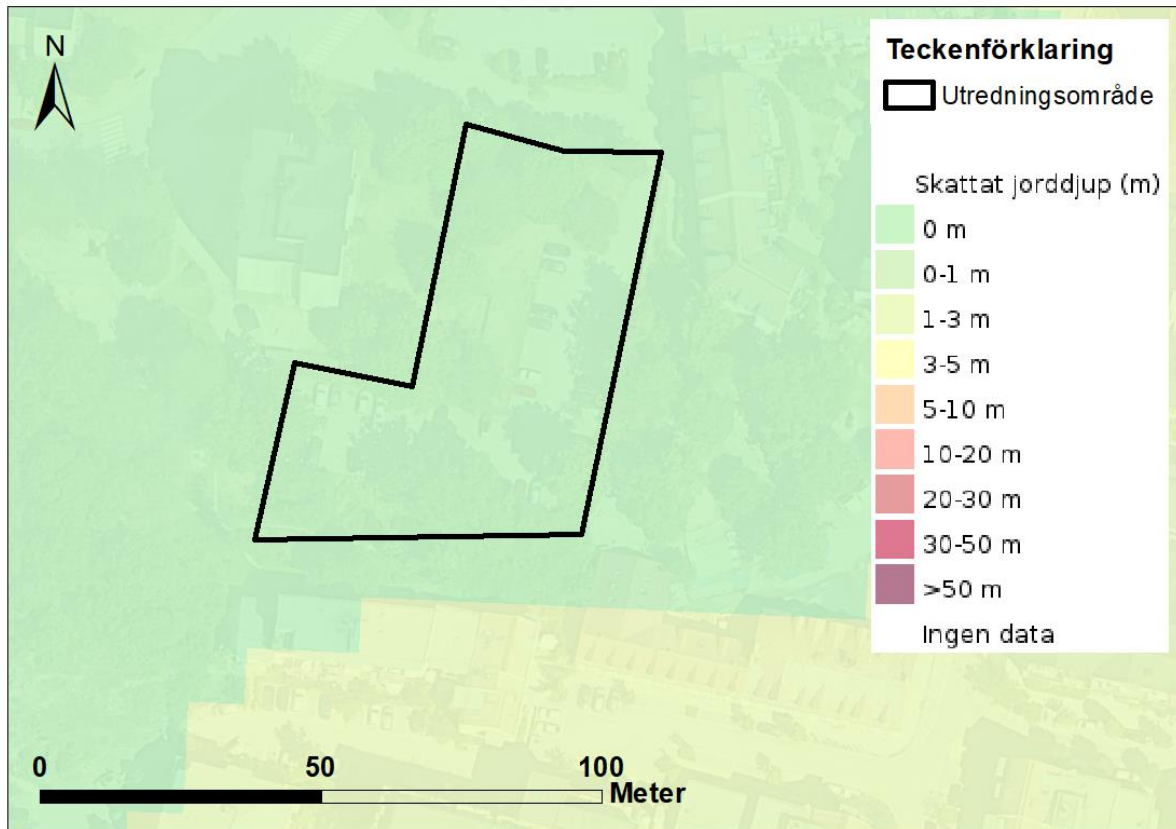 N
Teckenförklaring
Utredningsområde
Skattat jorddjup (m)
0 m
0-1 m
1-3 m
3-5 m
5-10 m
10-20 m
20-30 m
30-50 m
>50 m
Ingen data
0 50 100
Meter